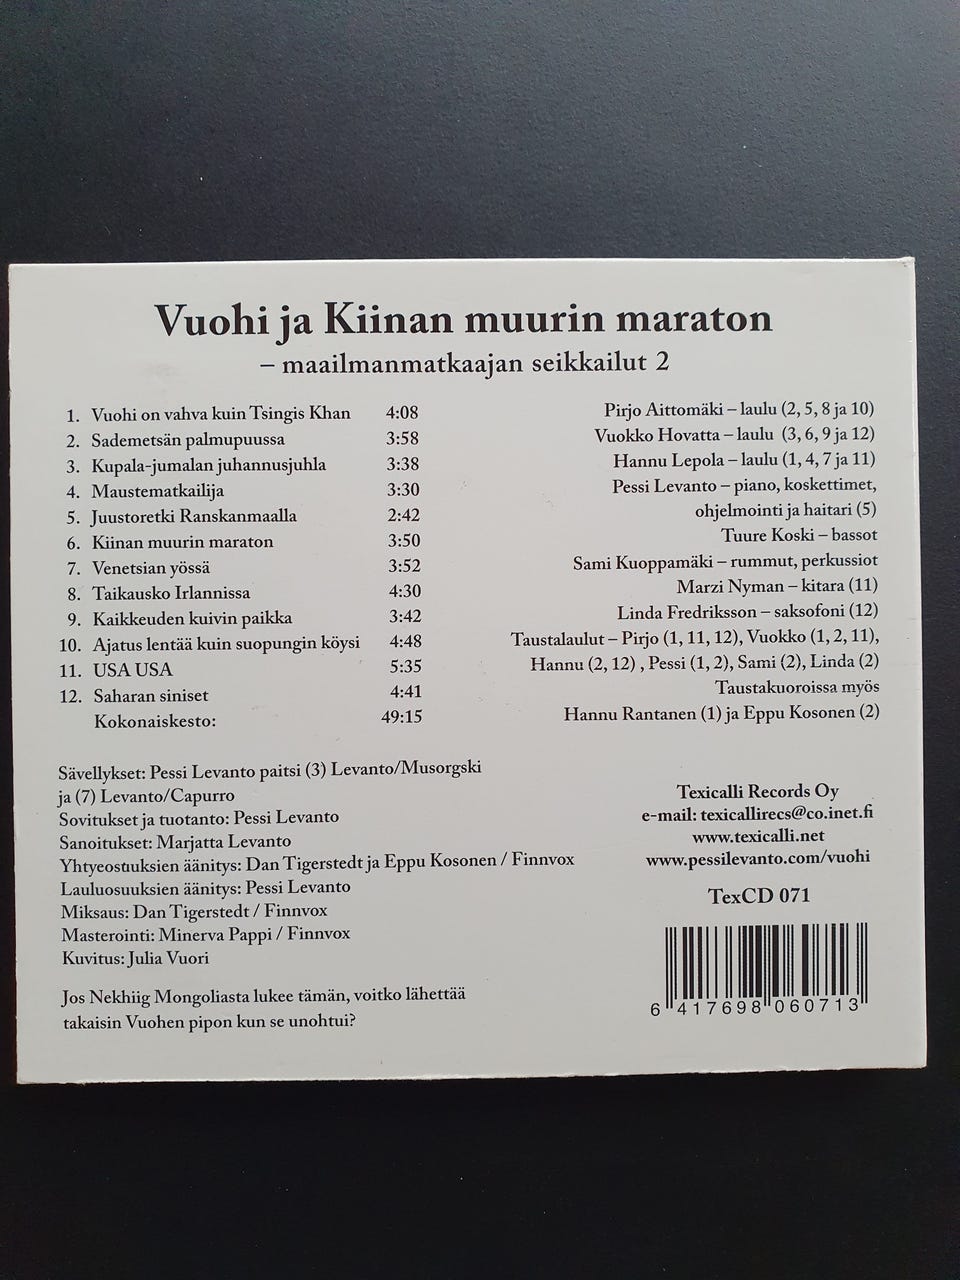 Vuohi ja Kiinan muurin maraton
– maailmanmatkaajan seikkailut 2
1. Vuohi on vahva kuin Tsingis Khan 4:08
2. Sademetsän palmupuussa 3:58
3. Kupala-jumalan juhannusjuhla 3:38
4. Maustematkailija 3:30
5. Juustoretki Ranskanmaalla 2:42
6. Kiinan muurin maraton 3:50
7. Venetsian yössä 3:52
8. Taikausko Irlannissa 4:30
9. Kaikkeuden kuivin paikka 3:42
10. Ajatus lentää kuin suopungin köysi 4:48
11. USA USA 5:35
12. Saharan siniset 4:41
Kokonaiskesto: 49:15
Pirjo Aittomäki – laulu (2, 5, 8 ja 10)
Vuokko Hovatta – laulu (3, 6, 9 ja 12)
Hannu Lepola – laulu (1, 4, 7 ja 11)
Pessi Levanto – piano, koskettimet,
ohjelmointi ja haitari (5)
Tuure Koski – bassot
Sami Kuoppamäki – rummut, perkussiot
Marzi Nyman – kitara (11)
Linda Fredriksson – saksofoni (12)
Taustalaulut – Pirjo (1, 11, 12), Vuokko (1, 2, 11),
Hannu (2, 12) , Pessi (1, 2), Sami (2), Linda (2)
Taustakuoroissa myös
Hannu Rantanen (1) ja Eppu Kosonen (2)
Sävellykset: Pessi Levanto paitsi (3) Levanto/Musorgski
ja (7) Levanto/Capurro
Sovitukset ja tuotanto: Pessi Levanto
Sanoitukset: Marjatta Levanto
Yhtyeosuuksien äänitys: Dan Tigerstedt ja Eppu Kosonen / Finnvox
Lauluosuuksien äänitys: Pessi Levanto
Miksaus: Dan Tigerstedt / Finnvox
Masterointi: Minerva Pappi / Finnvox
Kuvitus: Julia Vuori
Jos Nekhiig Mongoliasta lukee tämän, voitko lähettää
takaisin Vuohen pipon kun se unohtui?
Texicalli Records Oy
e-mail: texicallirecs@co.inet.fi
www.texicalli.net
www.pessilevanto.com/vuohi
TexCD 071
6 417698 060713